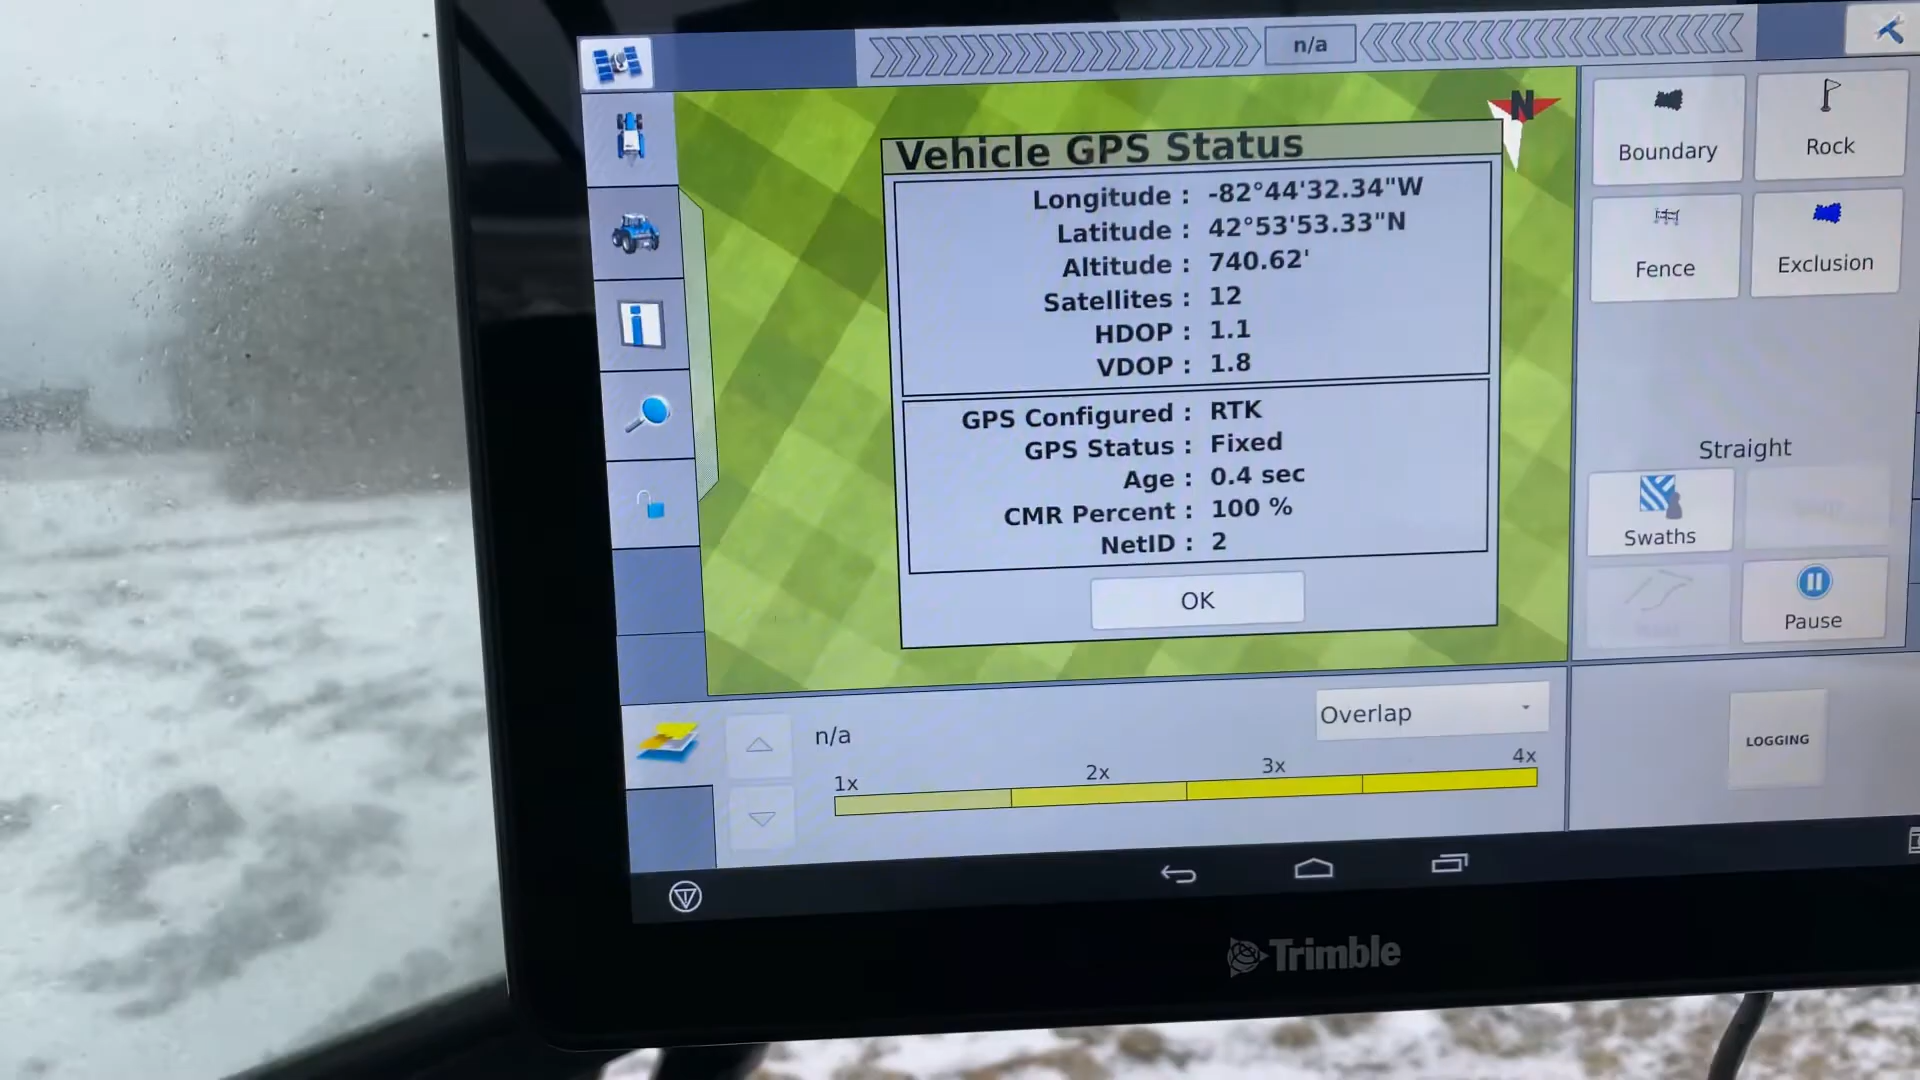 n/a
N
Vehicle GPS Status
Longitude : -82°44'32.34"W
Latitude : 42°53'53.33"N
Altitude : 740.62'
Satellites : 12
HDOP : 1.1
VDOP : 1.8
GPS Configured : RTK
GPS Status : Fixed
Age : 0.4 sec
CMR Percent : 100 %
NetID : 2
OK
Boundary
Rock
Fence
Exclusion
Straight
Swaths
Pause
n/a
Overlap
1x 2x 3x 4x
LOGGING
Trimble